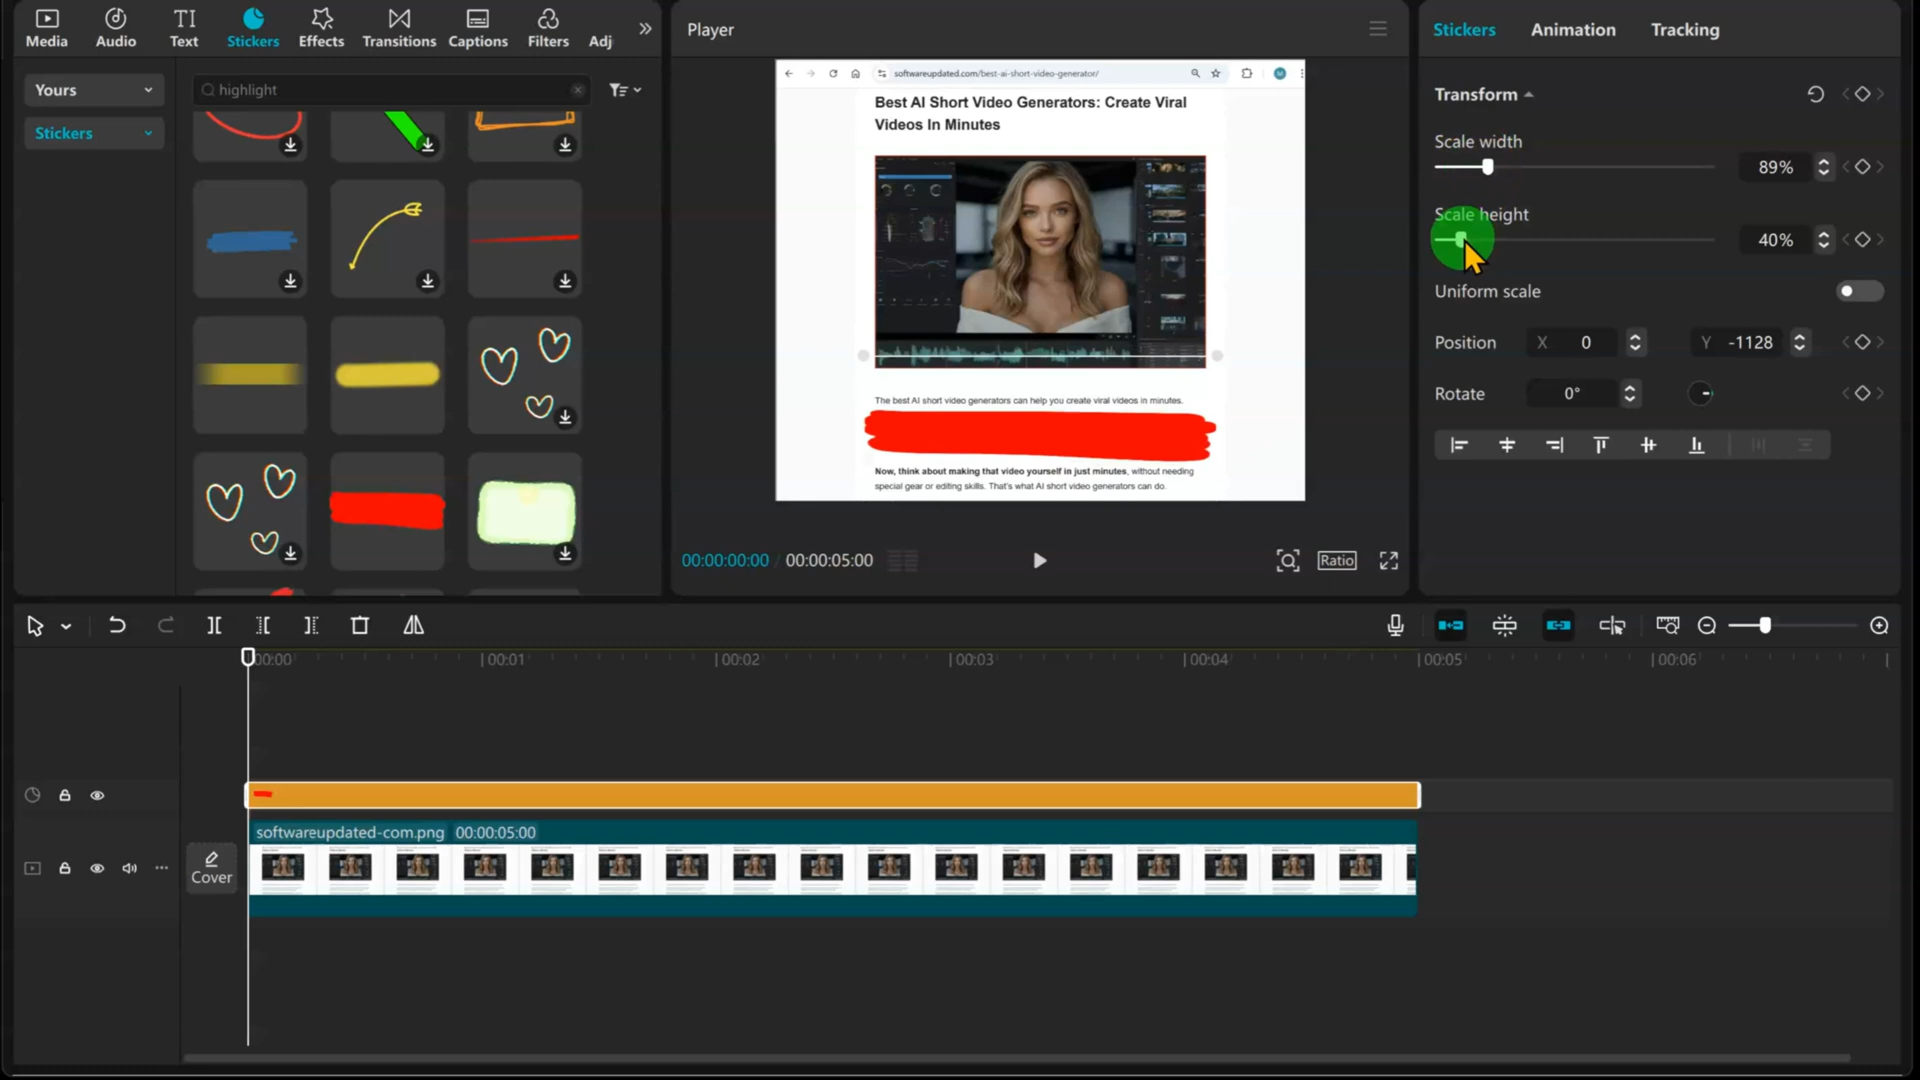 Media Audio Text Stickers Effects Transitions Captions Filters Adj
Player
Stickers Animation Tracking
Yours
highlight
Stickers
Transform
Scale width
89%
Scale height
40%
Uniform scale
Position X 0 Y -1128
Rotate 0°
softwareupdated.com/best-ai-short-video-generator/
Best AI Short Video Generators: Create Viral
Videos In Minutes
The best AI short video generators can help you create viral videos in minutes.
Now, think about making that video yourself in just minutes, without needing
special gear or editing skills. That's what AI short video generators can do.
00:00:00:00 / 00:00:05:00
Ratio
00:00 00:01 00:02 00:03 00:04 00:05 00:06
softwareupdated-com.png 00:00:05:00
Cover